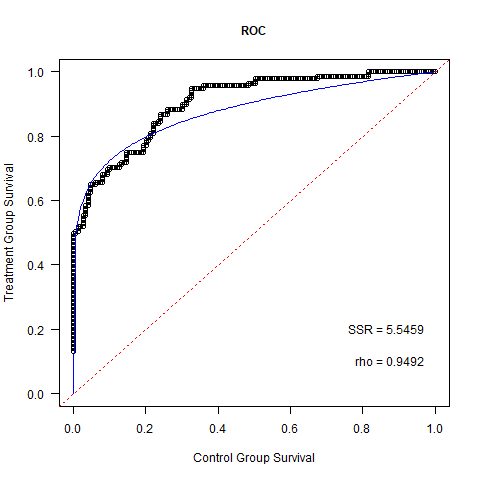 ROC
Treatment Group Survival
1.0
0.8
0.6
0.4
0.2
0.0
SSR = 5.5459
rho = 0.9492
0.0 0.2 0.4 0.6 0.8 1.0
Control Group Survival